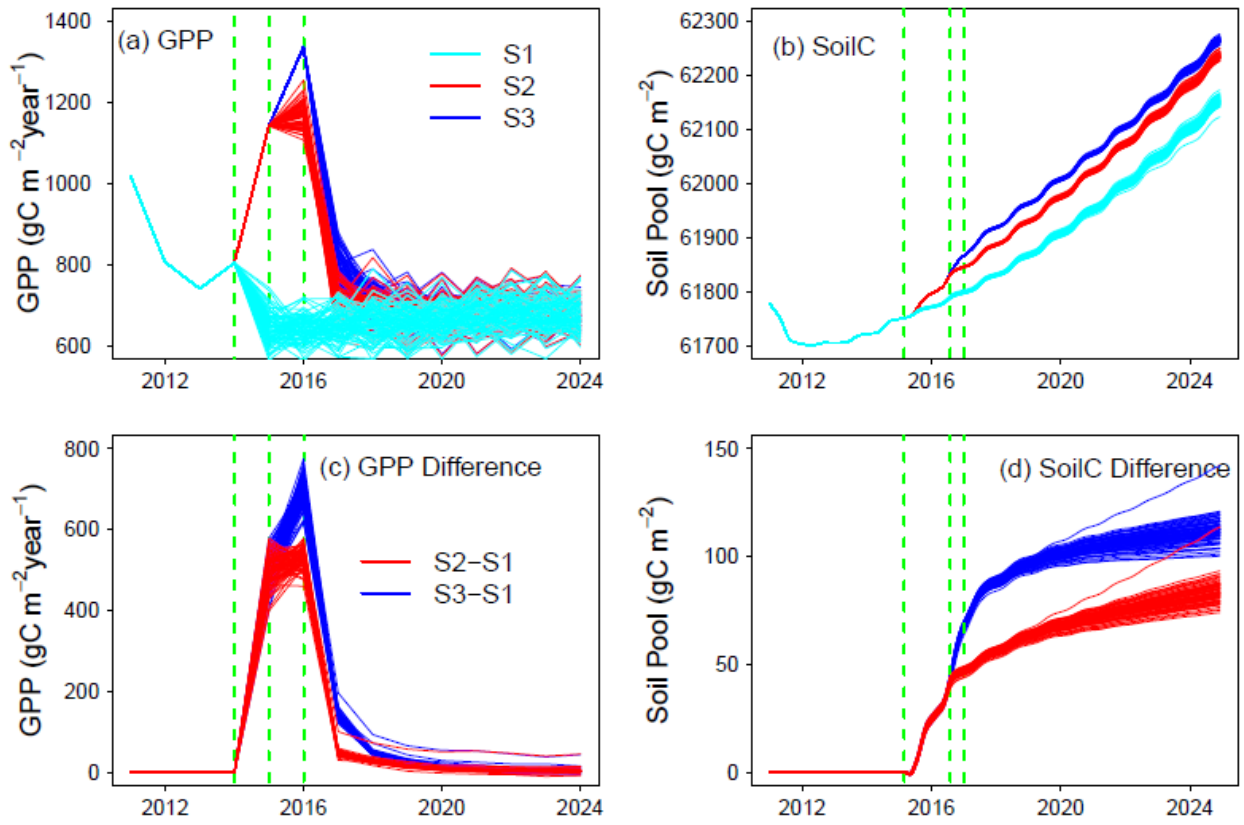 (a) GPP
S1
S2
S3
GPP (gC m⁻²year⁻¹)
1400
1200
1000
800
600
2012
2016
2020
2024
(b) SoilC
Soil Pool (gC m⁻²)
62300
62200
62100
62000
61900
61800
61700
2012
2016
2020
2024
(c) GPP Difference
S2−S1
S3−S1
GPP (gC m⁻²year⁻¹)
800
600
400
200
0
2012
2016
2020
2024
(d) SoilC Difference
Soil Pool (gC m⁻²)
150
100
50
0
2012
2016
2020
2024